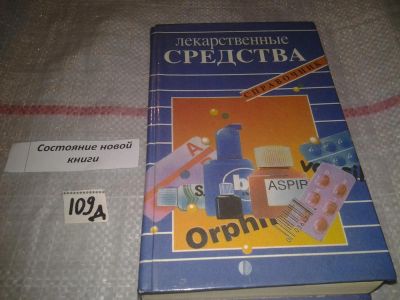 лекарственные
СРЕДСТВА
СПРАВОЧНИК
Состояние новой
книги
109д
A
ASPIR
Orphi